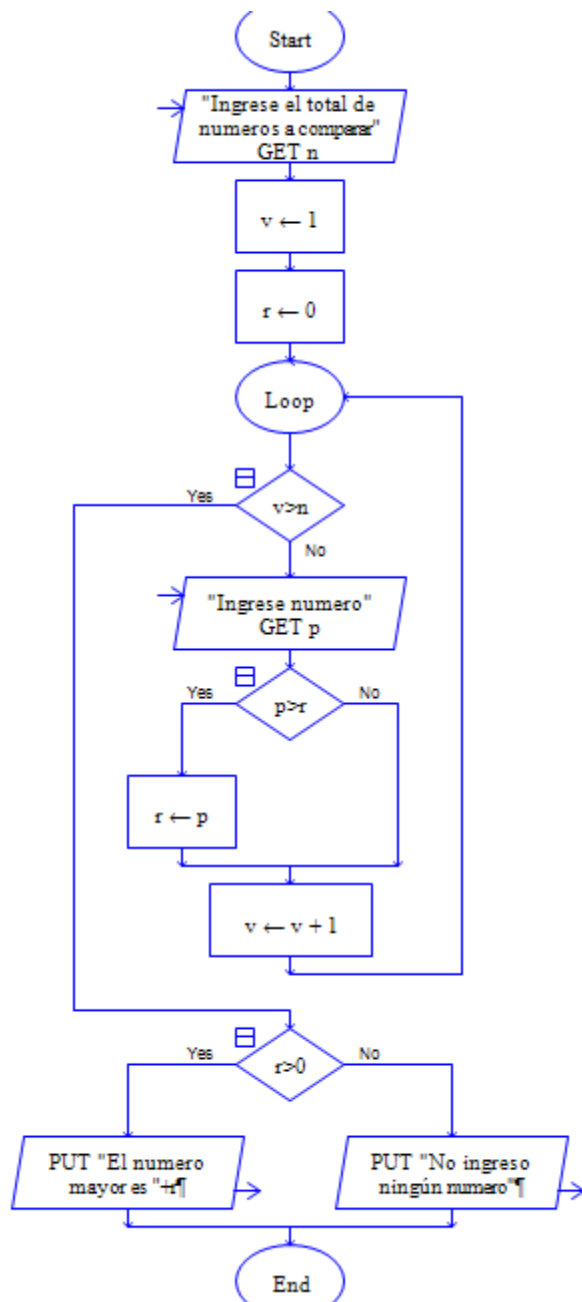 Start
"Ingrese el total de
numeros a comparar"
GET n
v ← 1
r ← 0
Loop
Yes
v>n
No
"Ingrese numero"
GET p
Yes
p>r
No
r ← p
v ← v + 1
Yes
r>0
No
PUT "El numero
mayor es "+r¶
PUT "No ingreso
ningún numero"¶
End